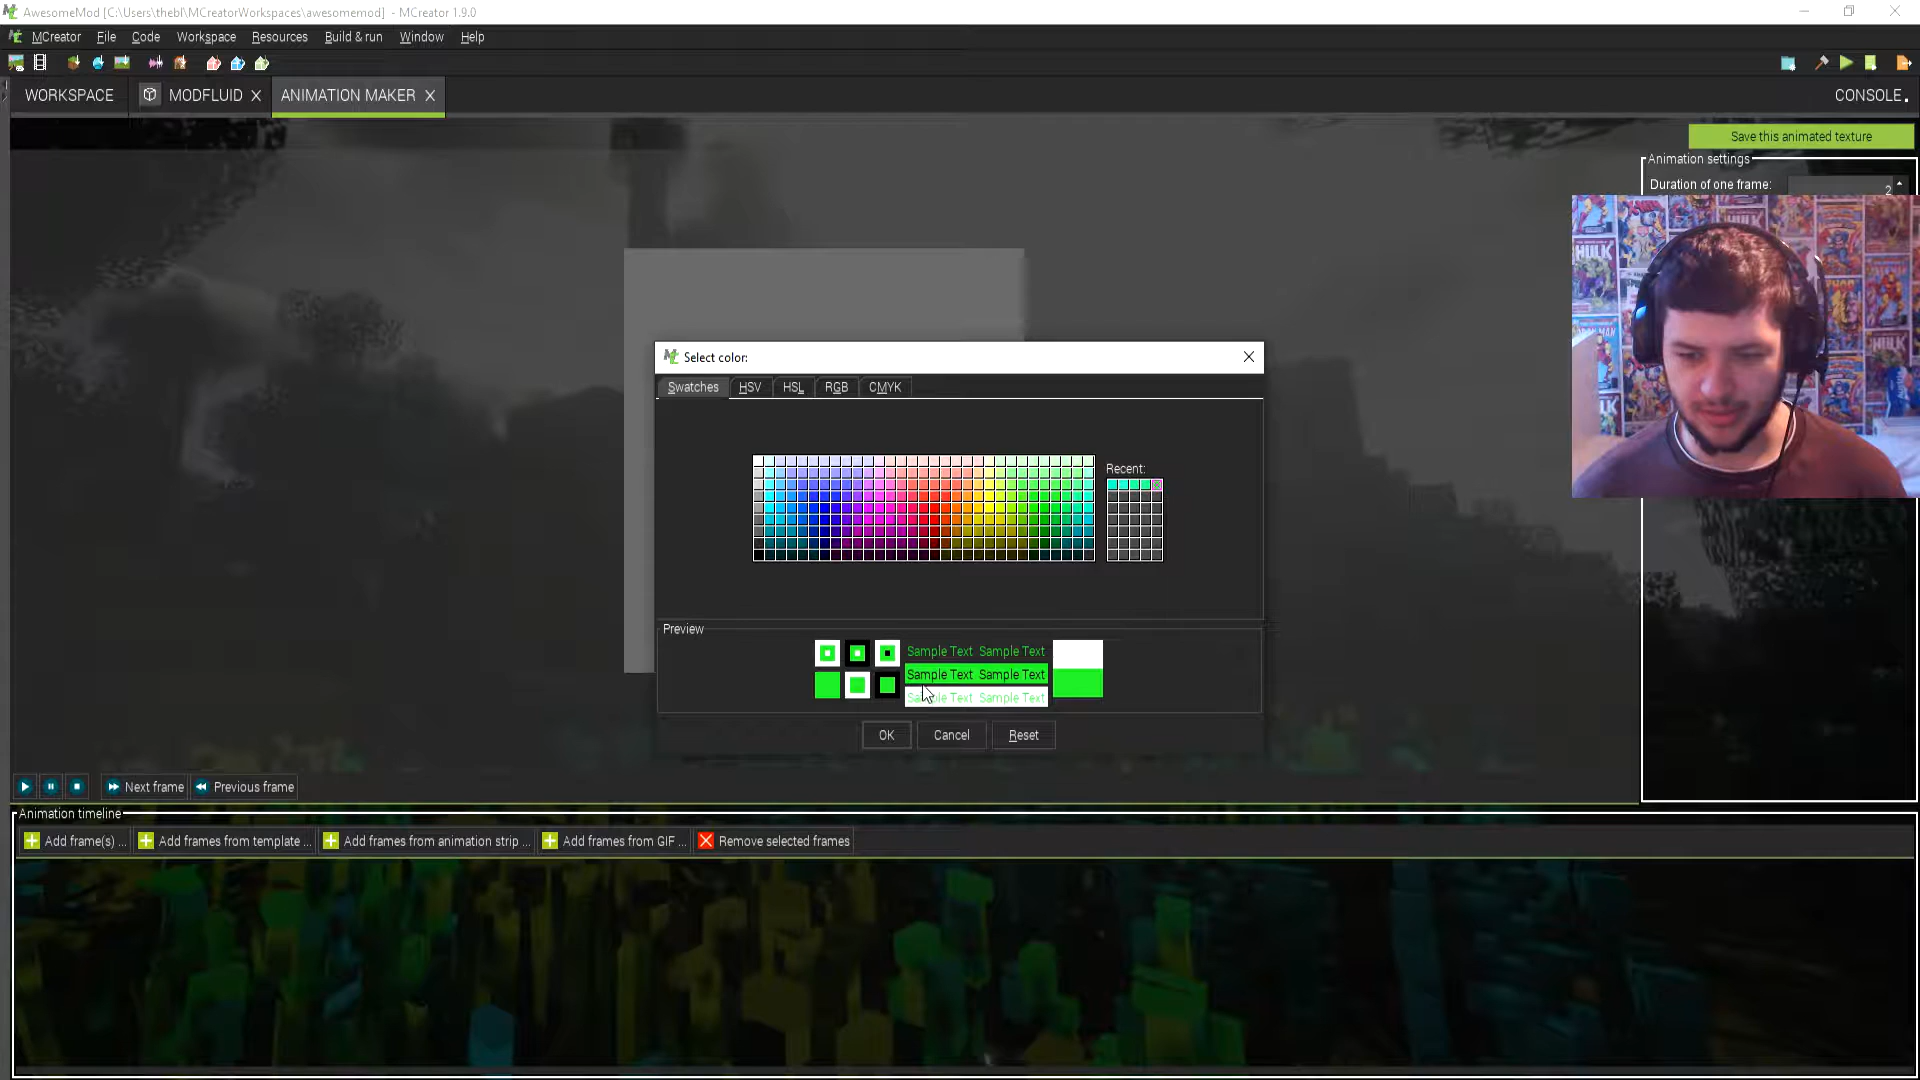 AwesomeMod [C:\Users\thebl\MCreatorWorkspaces\awesomemod] - MCreator 1.9.0
MCreator File Code Workspace Resources Build & run Window Help
WORKSPACE MODFLUID ANIMATION MAKER CONSOLE
Save this animated texture
Animation settings
Duration of one frame: 2
HULK
HULK
Select color:
Swatches HSV HSL RGB CMYK
Recent:
Preview
Sample Text Sample Text
Sample Text Sample Text
Sample Text Sample Text
OK Cancel Reset
Next frame Previous frame
Animation timeline
Add frame(s) ... Add frames from template ... Add frames from animation strip ... Add frames from GIF ... Remove selected frames